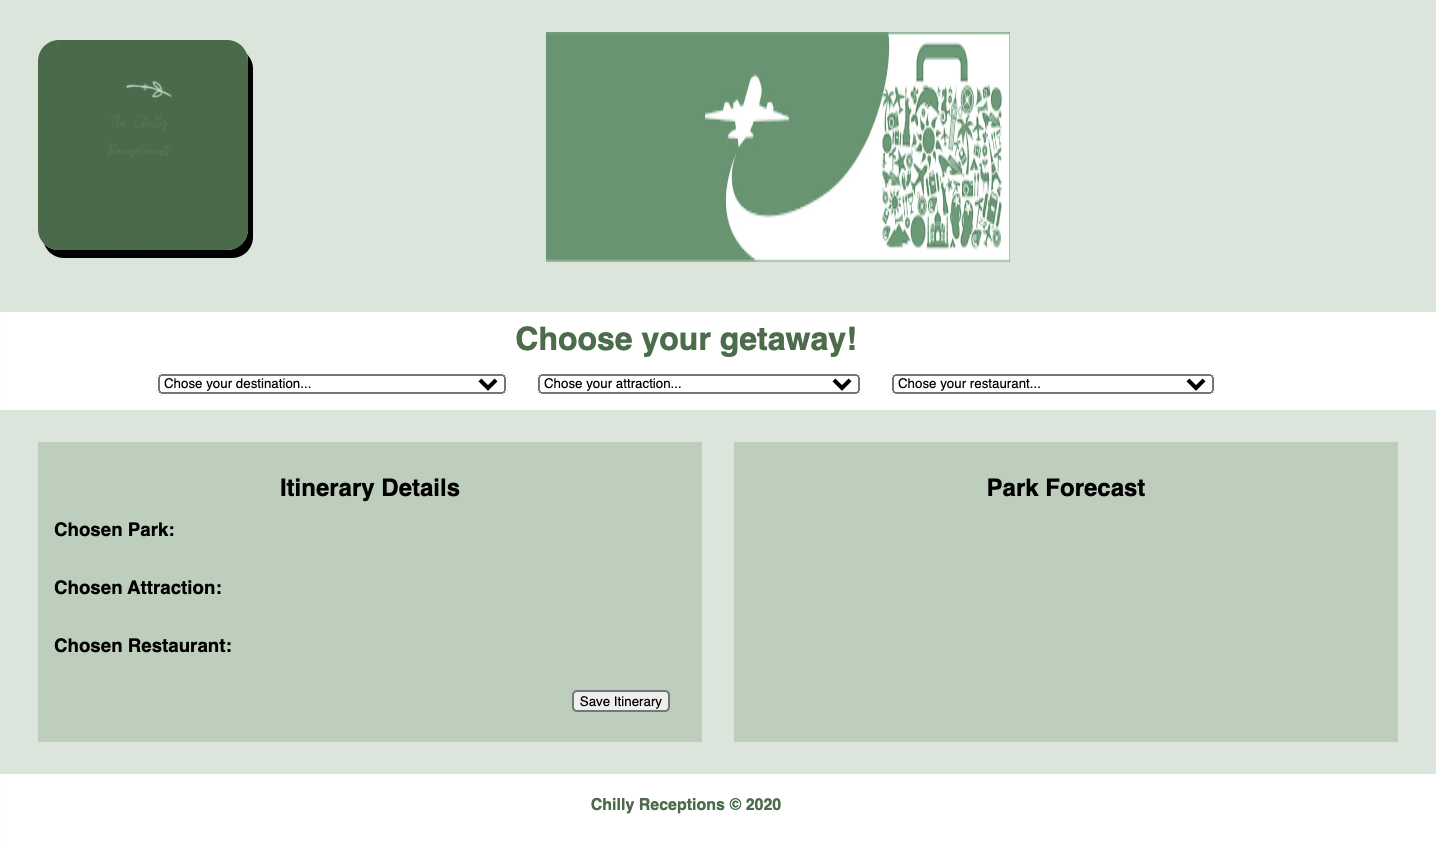 The Chilly
Receptionist
Choose your getaway!
Chose your destination...
Chose your attraction...
Chose your restaurant...
Itinerary Details
Chosen Park:
Chosen Attraction:
Chosen Restaurant:
Save Itinerary
Park Forecast
Chilly Receptions © 2020